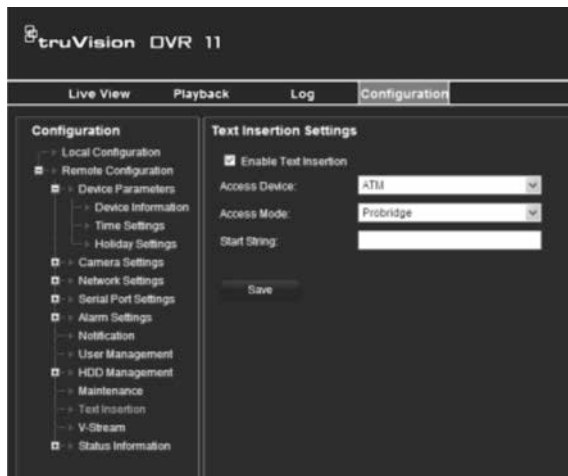 truVision DVR 11
Live View Playback Log Configuration
Configuration
Local Configuration
Remote Configuration
Device Parameters
Device Information
Time Settings
Holiday Settings
Camera Settings
Network Settings
Serial Port Settings
Alarm Settings
Notification
User Management
HDD Management
Maintenance
Text Insertion
V-Stream
Status Information
Text Insertion Settings
Enable Text Insertion
Access Device: ATM
Access Mode: Probridge
Start String:
Save